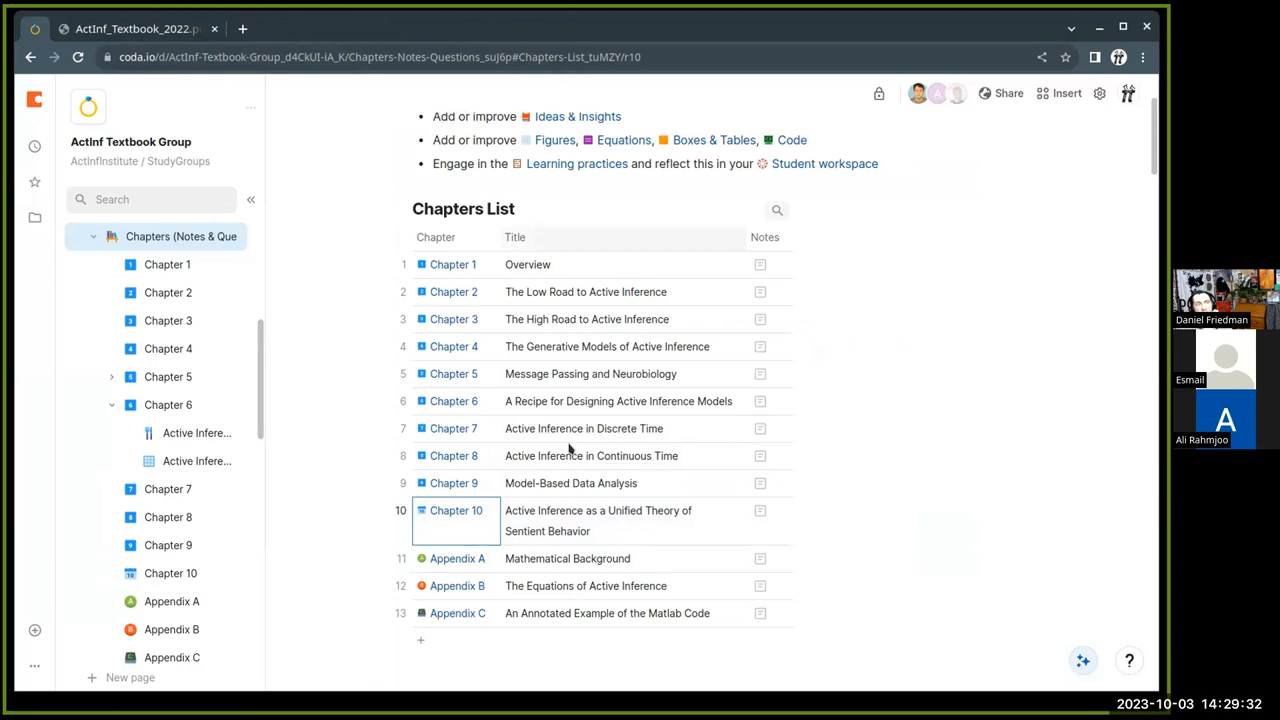 ActInf_Textbook_2022.p
coda.io/d/ActInf-Textbook-Group_d4CkUI-iA_K/Chapters-Notes-Questions_suJ6p#Chapters-List_tuMZY/r10
Share
Insert
ActInf Textbook Group
ActInfInstitute / StudyGroups
Search
Chapters (Notes & Que
Chapter 1
Chapter 2
Chapter 3
Chapter 4
Chapter 5
Chapter 6
Active Infere...
Active Infere...
Chapter 7
Chapter 8
Chapter 9
Chapter 10
Appendix A
Appendix B
Appendix C
New page
Add or improve Ideas & Insights
Add or improve Figures, Equations, Boxes & Tables, Code
Engage in the Learning practices and reflect this in your Student workspace
Chapters List
Chapter Title Notes
1 Chapter 1 Overview
2 Chapter 2 The Low Road to Active Inference
3 Chapter 3 The High Road to Active Inference
4 Chapter 4 The Generative Models of Active Inference
5 Chapter 5 Message Passing and Neurobiology
6 Chapter 6 A Recipe for Designing Active Inference Models
7 Chapter 7 Active Inference in Discrete Time
8 Chapter 8 Active Inference in Continuous Time
9 Chapter 9 Model-Based Data Analysis
10 Chapter 10 Active Inference as a Unified Theory of
Sentient Behavior
11 Appendix A Mathematical Background
12 Appendix B The Equations of Active Inference
13 Appendix C An Annotated Example of the Matlab Code
Daniel Friedman
Esmail
A
Ali Rahmjoo
2023-10-03 14:29:32